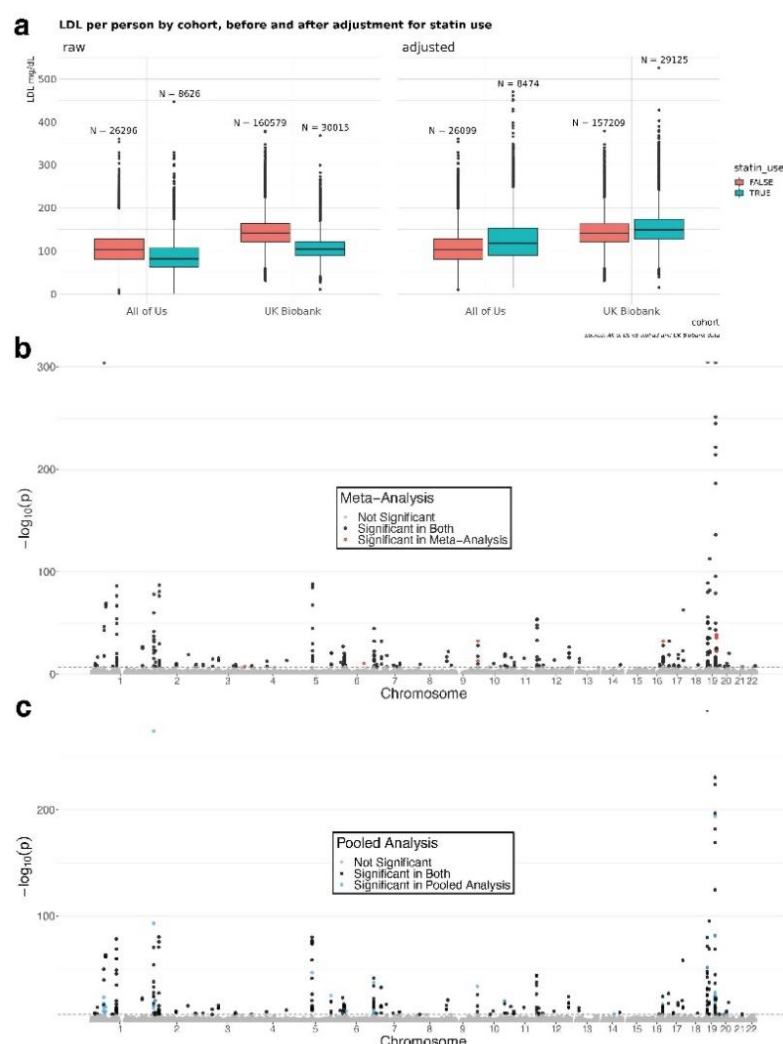 a
LDL per person by cohort, before and after adjustment for statin use
raw
adjusted
LDL mg/dL
500
400
300
200
100
0
N − 26296
N − 8626
N − 160579
N = 30015
N − 26099
N = 8474
N − 157209
N = 29125
statin_use
FALSE
TRUE
All of Us
UK Biobank
All of Us
UK Biobank
cohort
b
300
200
100
0
−log10(p)
Meta−Analysis
Not Significant
Significant in Both
Significant in Meta−Analysis
1 2 3 4 5 6 7 8 9 10 11 12 13 14 15 16 17 18 19 20 21 22
Chromosome
c
200
100
0
−log10(p)
Pooled Analysis
Not Significant
Significant in Both
Significant in Pooled Analysis
1 2 3 4 5 6 7 8 9 10 11 12 13 14 15 16 17 18 19 20 21 22
Chromosome